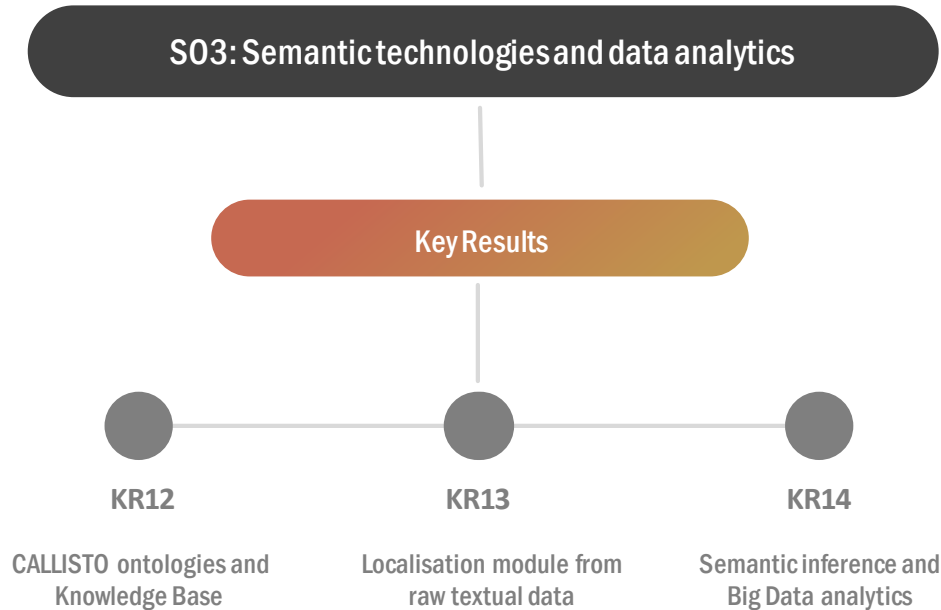 SO3: Semantic technologies and data analytics
Key Results
KR12
KR13
KR14
CALLISTO ontologies and
Knowledge Base
Localisation module from
raw textual data
Semantic inference and
Big Data analytics